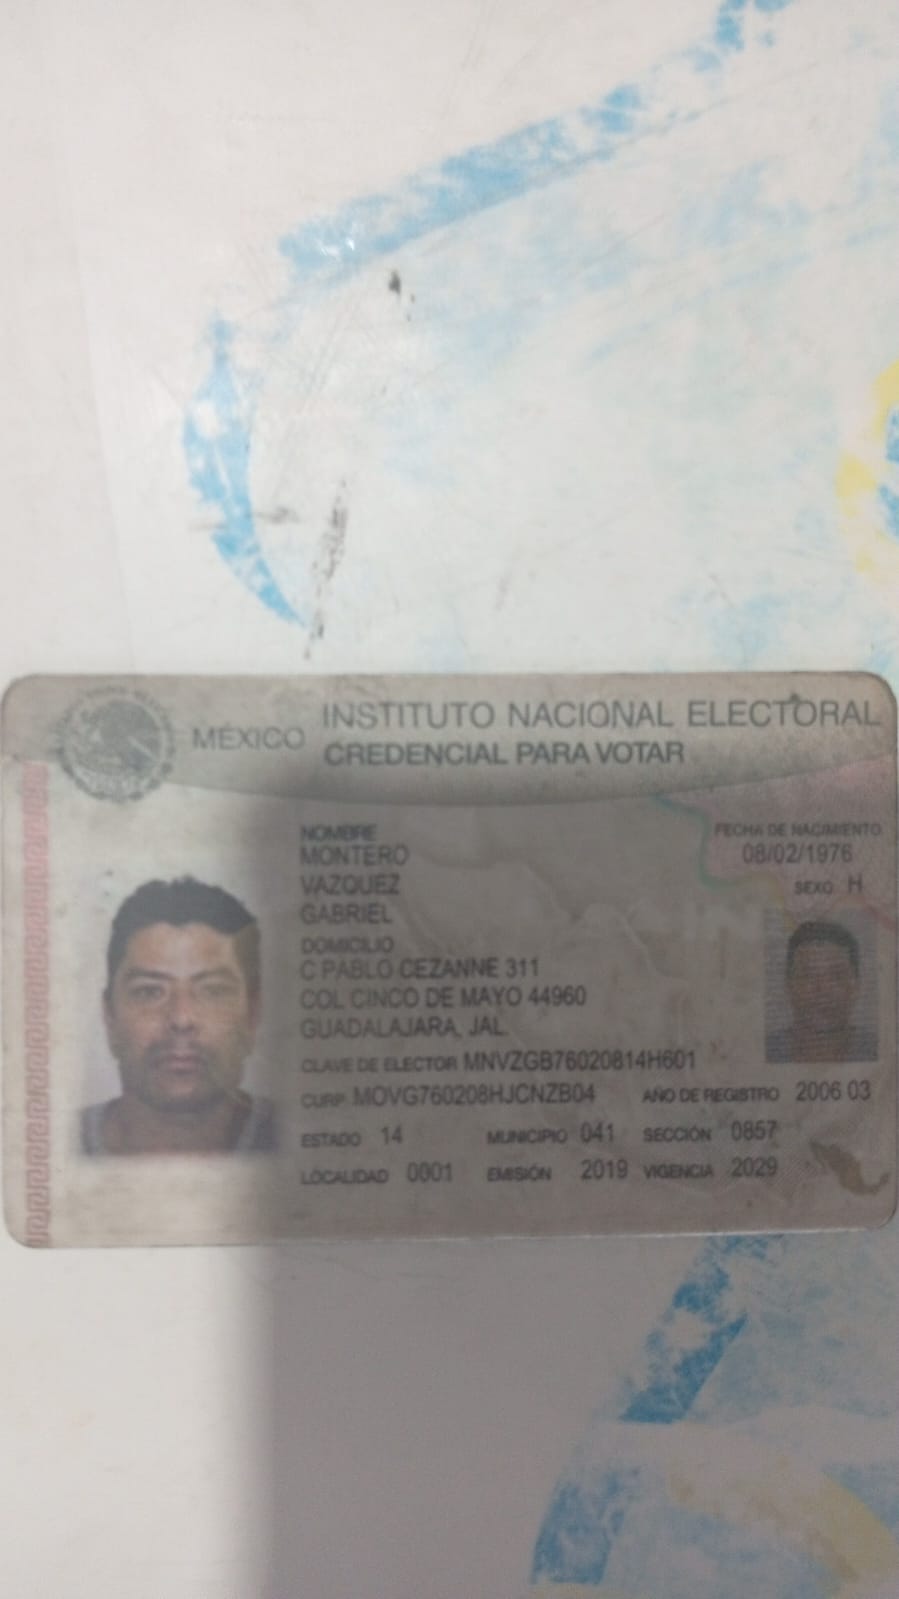 MÉXICO INSTITUTO NACIONAL ELECTORAL
CREDENCIAL PARA VOTAR
NOMBRE
MONTERO
VAZQUEZ
GABRIEL
FECHA DE NACIMIENTO
08/02/1976
SEXO H
DOMICILIO
C PABLO CEZANNE 311
COL CINCO DE MAYO 44960
GUADALAJARA, JAL.
CLAVE DE ELECTOR MNVZGB76020814H601
CURP MOVG760208HJCNZB04 AÑO DE REGISTRO 2006 03
ESTADO 14 MUNICIPIO 041 SECCIÓN 0857
LOCALIDAD 0001 EMISIÓN 2019 VIGENCIA 2029